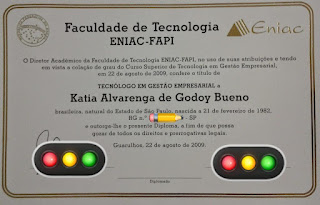 Faculdade de Tecnologia
ENIAC-FAPI
Eniac
O Diretor Acadêmico da Faculdade de Tecnologia ENIAC-FAPI, no uso de suas atribuições e tendo
em vista a colação de grau do Curso Superior de Tecnologia em Gestão Empresarial,
em 22 de agosto de 2009, confere o título de
TECNÓLOGO EM GESTÃO EMPRESARIAL a
Katia Alvarenga de Godoy Bueno
brasileira, natural do Estado de São Paulo, nascida a 21 de fevereiro de 1982,
RG n.º - SP
e outorga-lhe o presente Diploma, a fim de que possa
gozar de todos os direitos e prerrogativas legais.
Guarulhos, 22 de agosto de 2009.